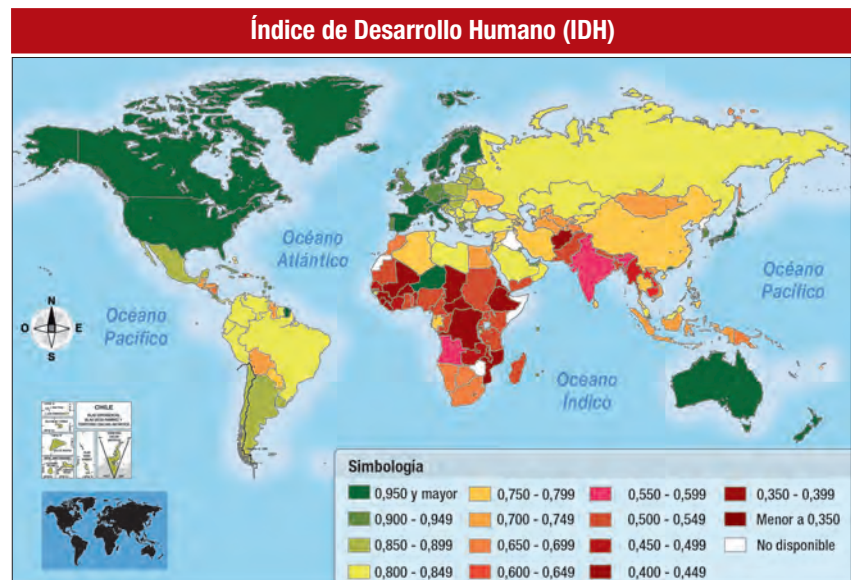 Índice de Desarrollo Humano (IDH)
Océano
Atlántico
Océano
Pacífico
Océano
Pacífico
Oceano
Índico
N
O
E
S
CHILE
Simbología
0,950 y mayor
0,900 - 0,949
0,850 - 0,899
0,800 - 0,849
0,750 - 0,799
0,700 - 0,749
0,650 - 0,699
0,600 - 0,649
0,550 - 0,599
0,500 - 0,549
0,450 - 0,499
0,400 - 0,449
0,350 - 0,399
Menor a 0,350
No disponible